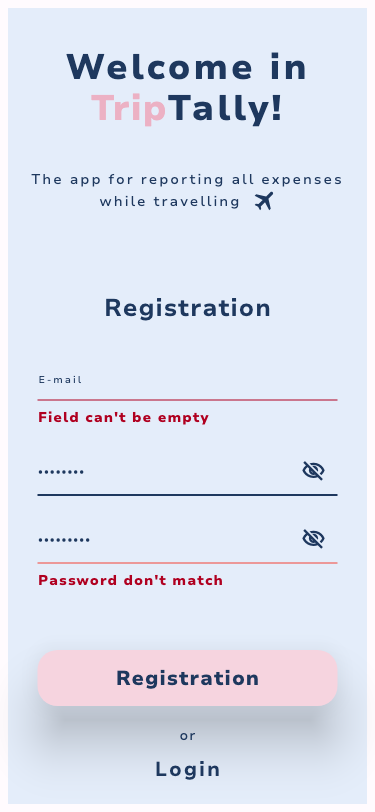 Welcome in
TripTally!
The app for reporting all expenses
while travelling
Registration
E-mail
Field can't be empty
••••••••
•••••••••
Password don't match
Registration
or
Login